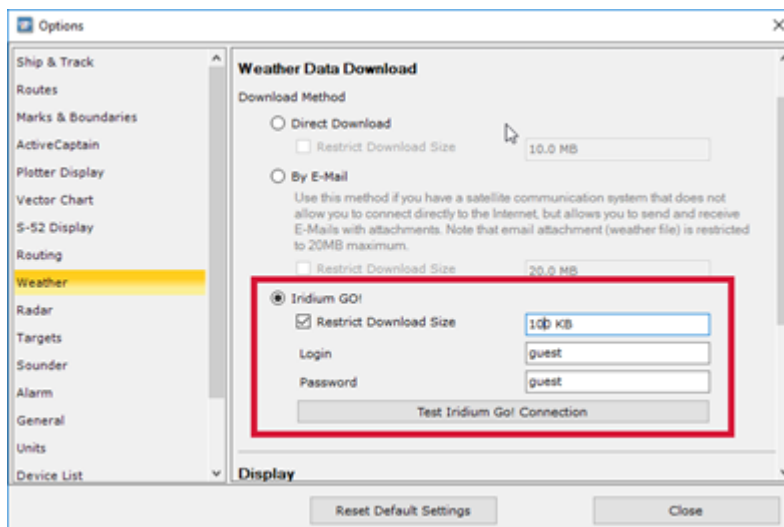 Options
Ship & Track
Routes
Marks & Boundaries
ActiveCaptain
Plotter Display
Vector Chart
S-52 Display
Routing
Weather
Radar
Targets
Sounder
Alarm
General
Units
Device List
Weather Data Download
Download Method
Direct Download
Restrict Download Size 10.0 MB
By E-Mail
Use this method if you have a satellite communication system that does not
allow you to connect directly to the Internet, but allows you to send and receive
E-Mails with attachments. Note that email attachment (weather file) is restricted
to 20MB maximum.
Restrict Download Size 20.0 MB
Iridium GO!
Restrict Download Size 100 KB
Login guest
Password guest
Test Iridium Go! Connection
Display
Reset Default Settings Close